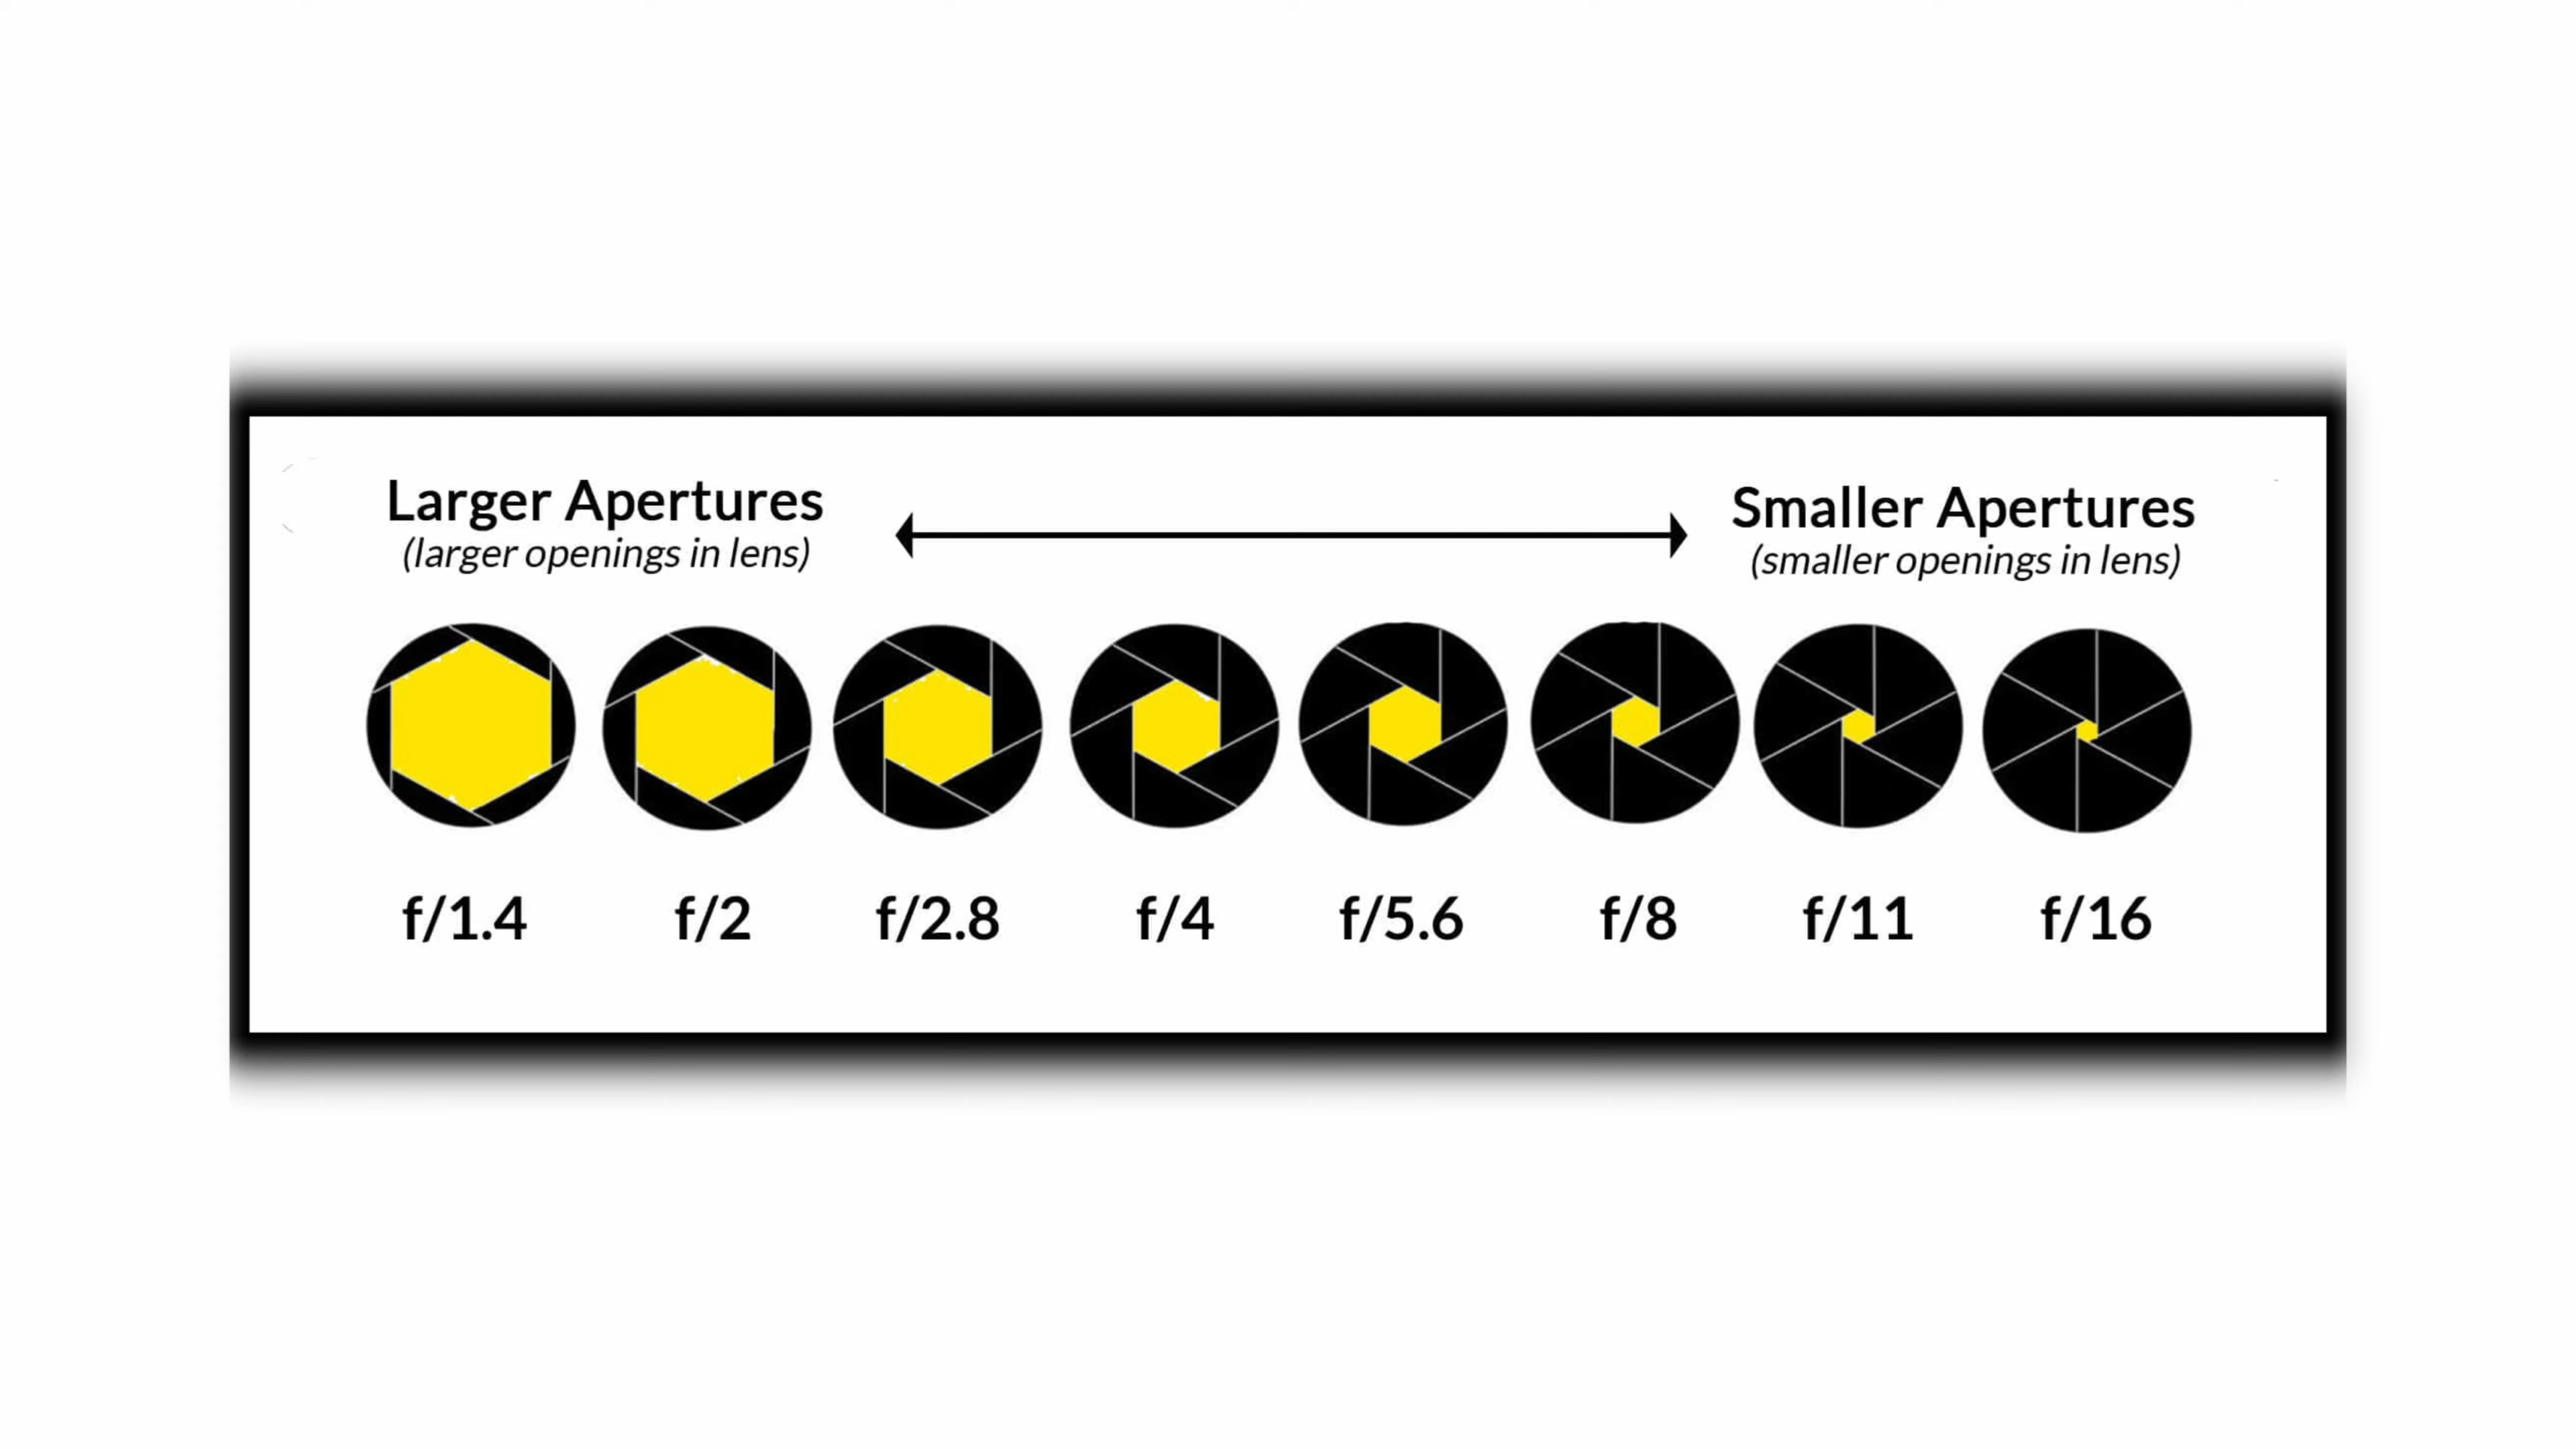 Larger Apertures
(larger openings in lens)
Smaller Apertures
(smaller openings in lens)
f/1.4 f/2 f/2.8 f/4 f/5.6 f/8 f/11 f/16